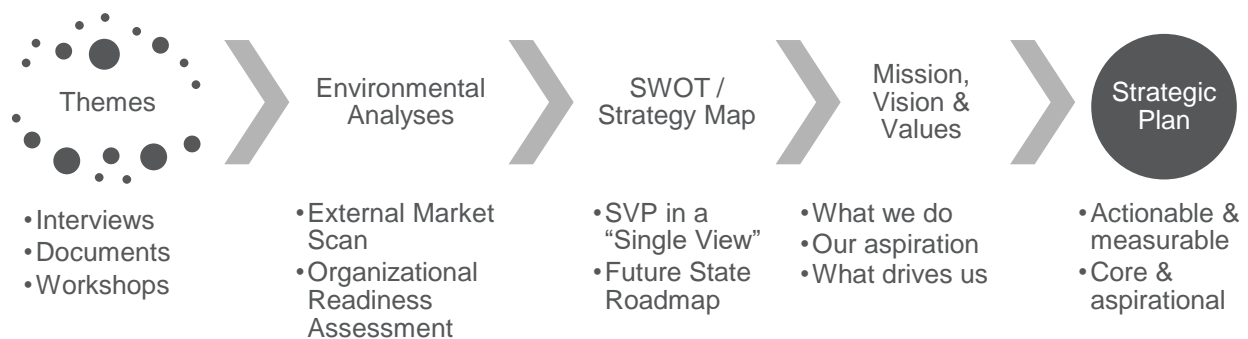 Themes
Environmental
Analyses
SWOT /
Strategy Map
Mission,
Vision &
Values
Strategic
Plan
•Interviews
•Documents
•Workshops
•External Market
Scan
•Organizational
Readiness
Assessment
•SVP in a
“Single View”
•Future State
Roadmap
•What we do
•Our aspiration
•What drives us
•Actionable &
measurable
•Core &
aspirational